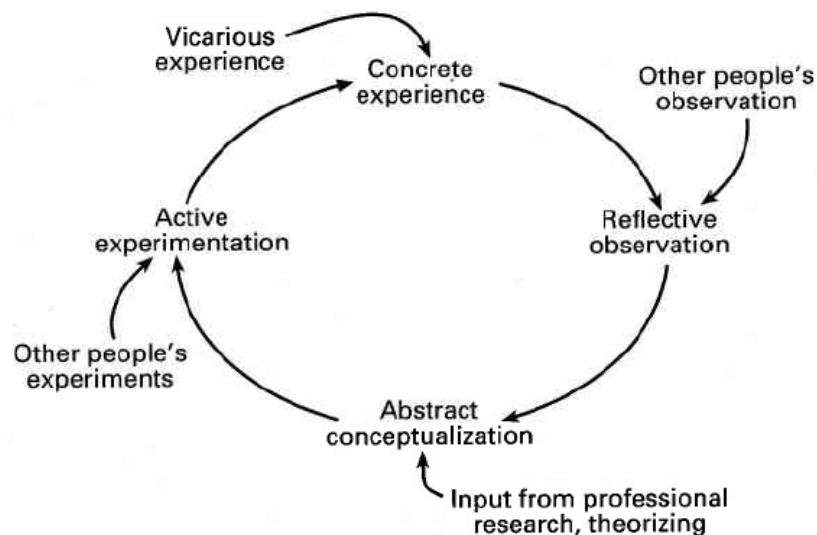 Vicarious
experience
Concrete
experience
Other people's
observation
Reflective
observation
Active
experimentation
Other people's
experiments
Abstract
conceptualization
Input from professional
research, theorizing